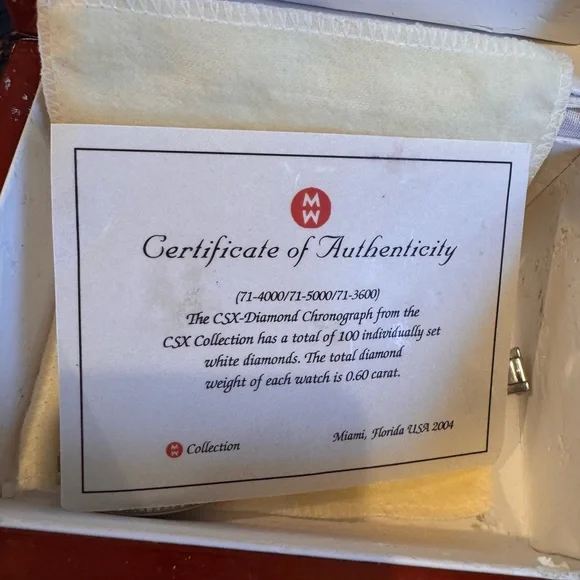 MW
Certificate of Authenticity
(71-4000/71-5000/71-3600)
The CSX-Diamond Chronograph from the
CSX Collection has a total of 100 individually set
white diamonds. The total diamond
weight of each watch is 0.60 carat.
MW Collection
Miami, Florida USA 2004